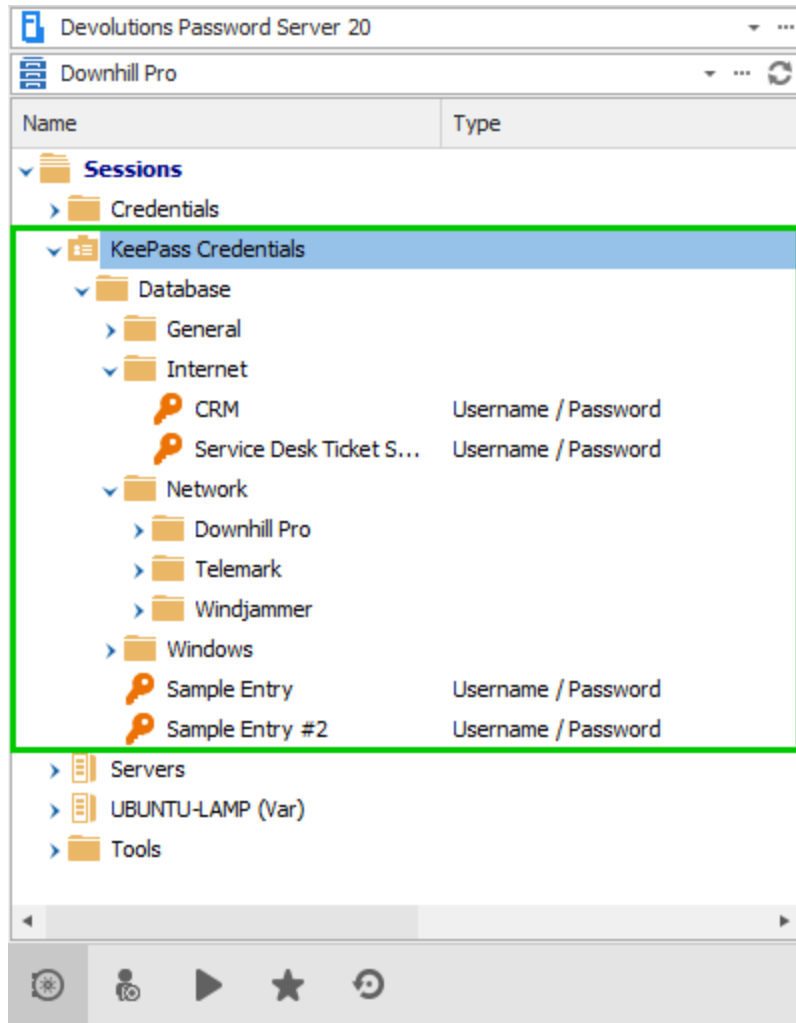 Devolutions Password Server 20
Downhill Pro
Name Type
Sessions
Credentials
KeePass Credentials
Database
General
Internet
CRM Username / Password
Service Desk Ticket S... Username / Password
Network
Downhill Pro
Telemark
Windjammer
Windows
Sample Entry Username / Password
Sample Entry #2 Username / Password
Servers
UBUNTU-LAMP (Var)
Tools